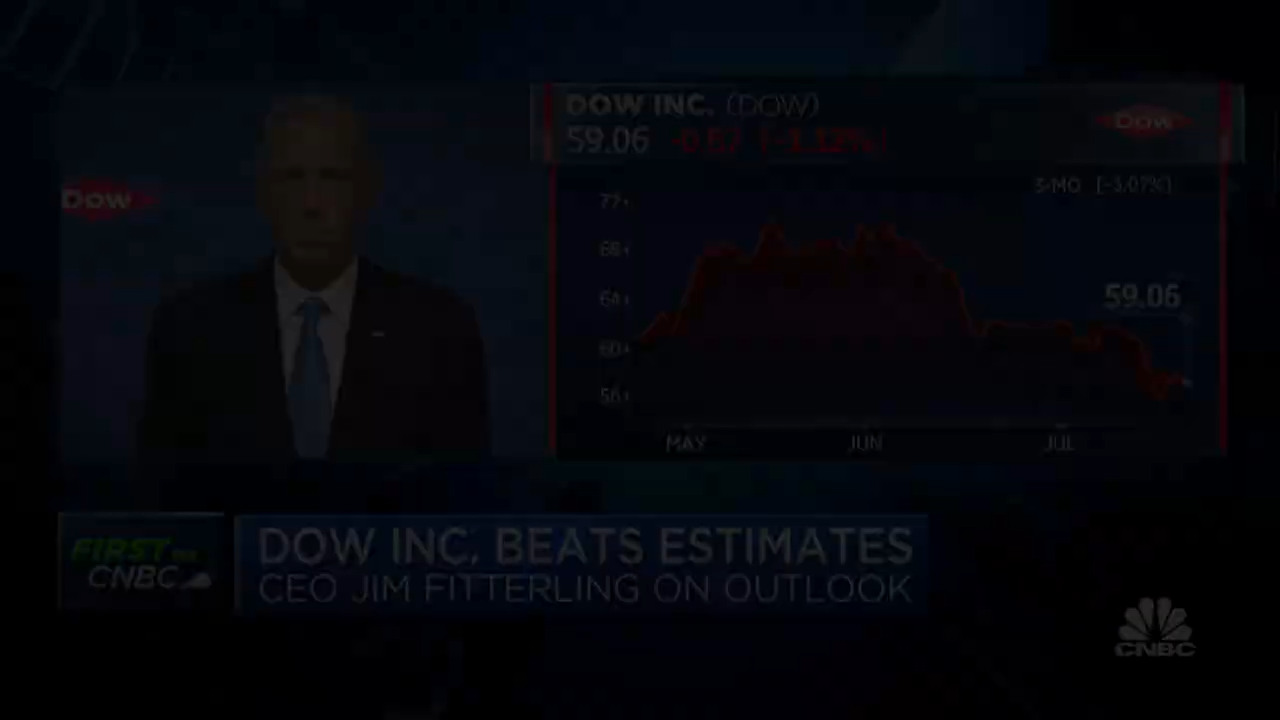 DOW INC. (DOW)
59.06
Dow
Dow
3-MO
77
68
64
60
56
59.06
MAY JUN JUL
FIRST ON
CNBC
DOW INC. BEATS ESTIMATES
CEO JIM FITTERLING ON OUTLOOK
CNBC